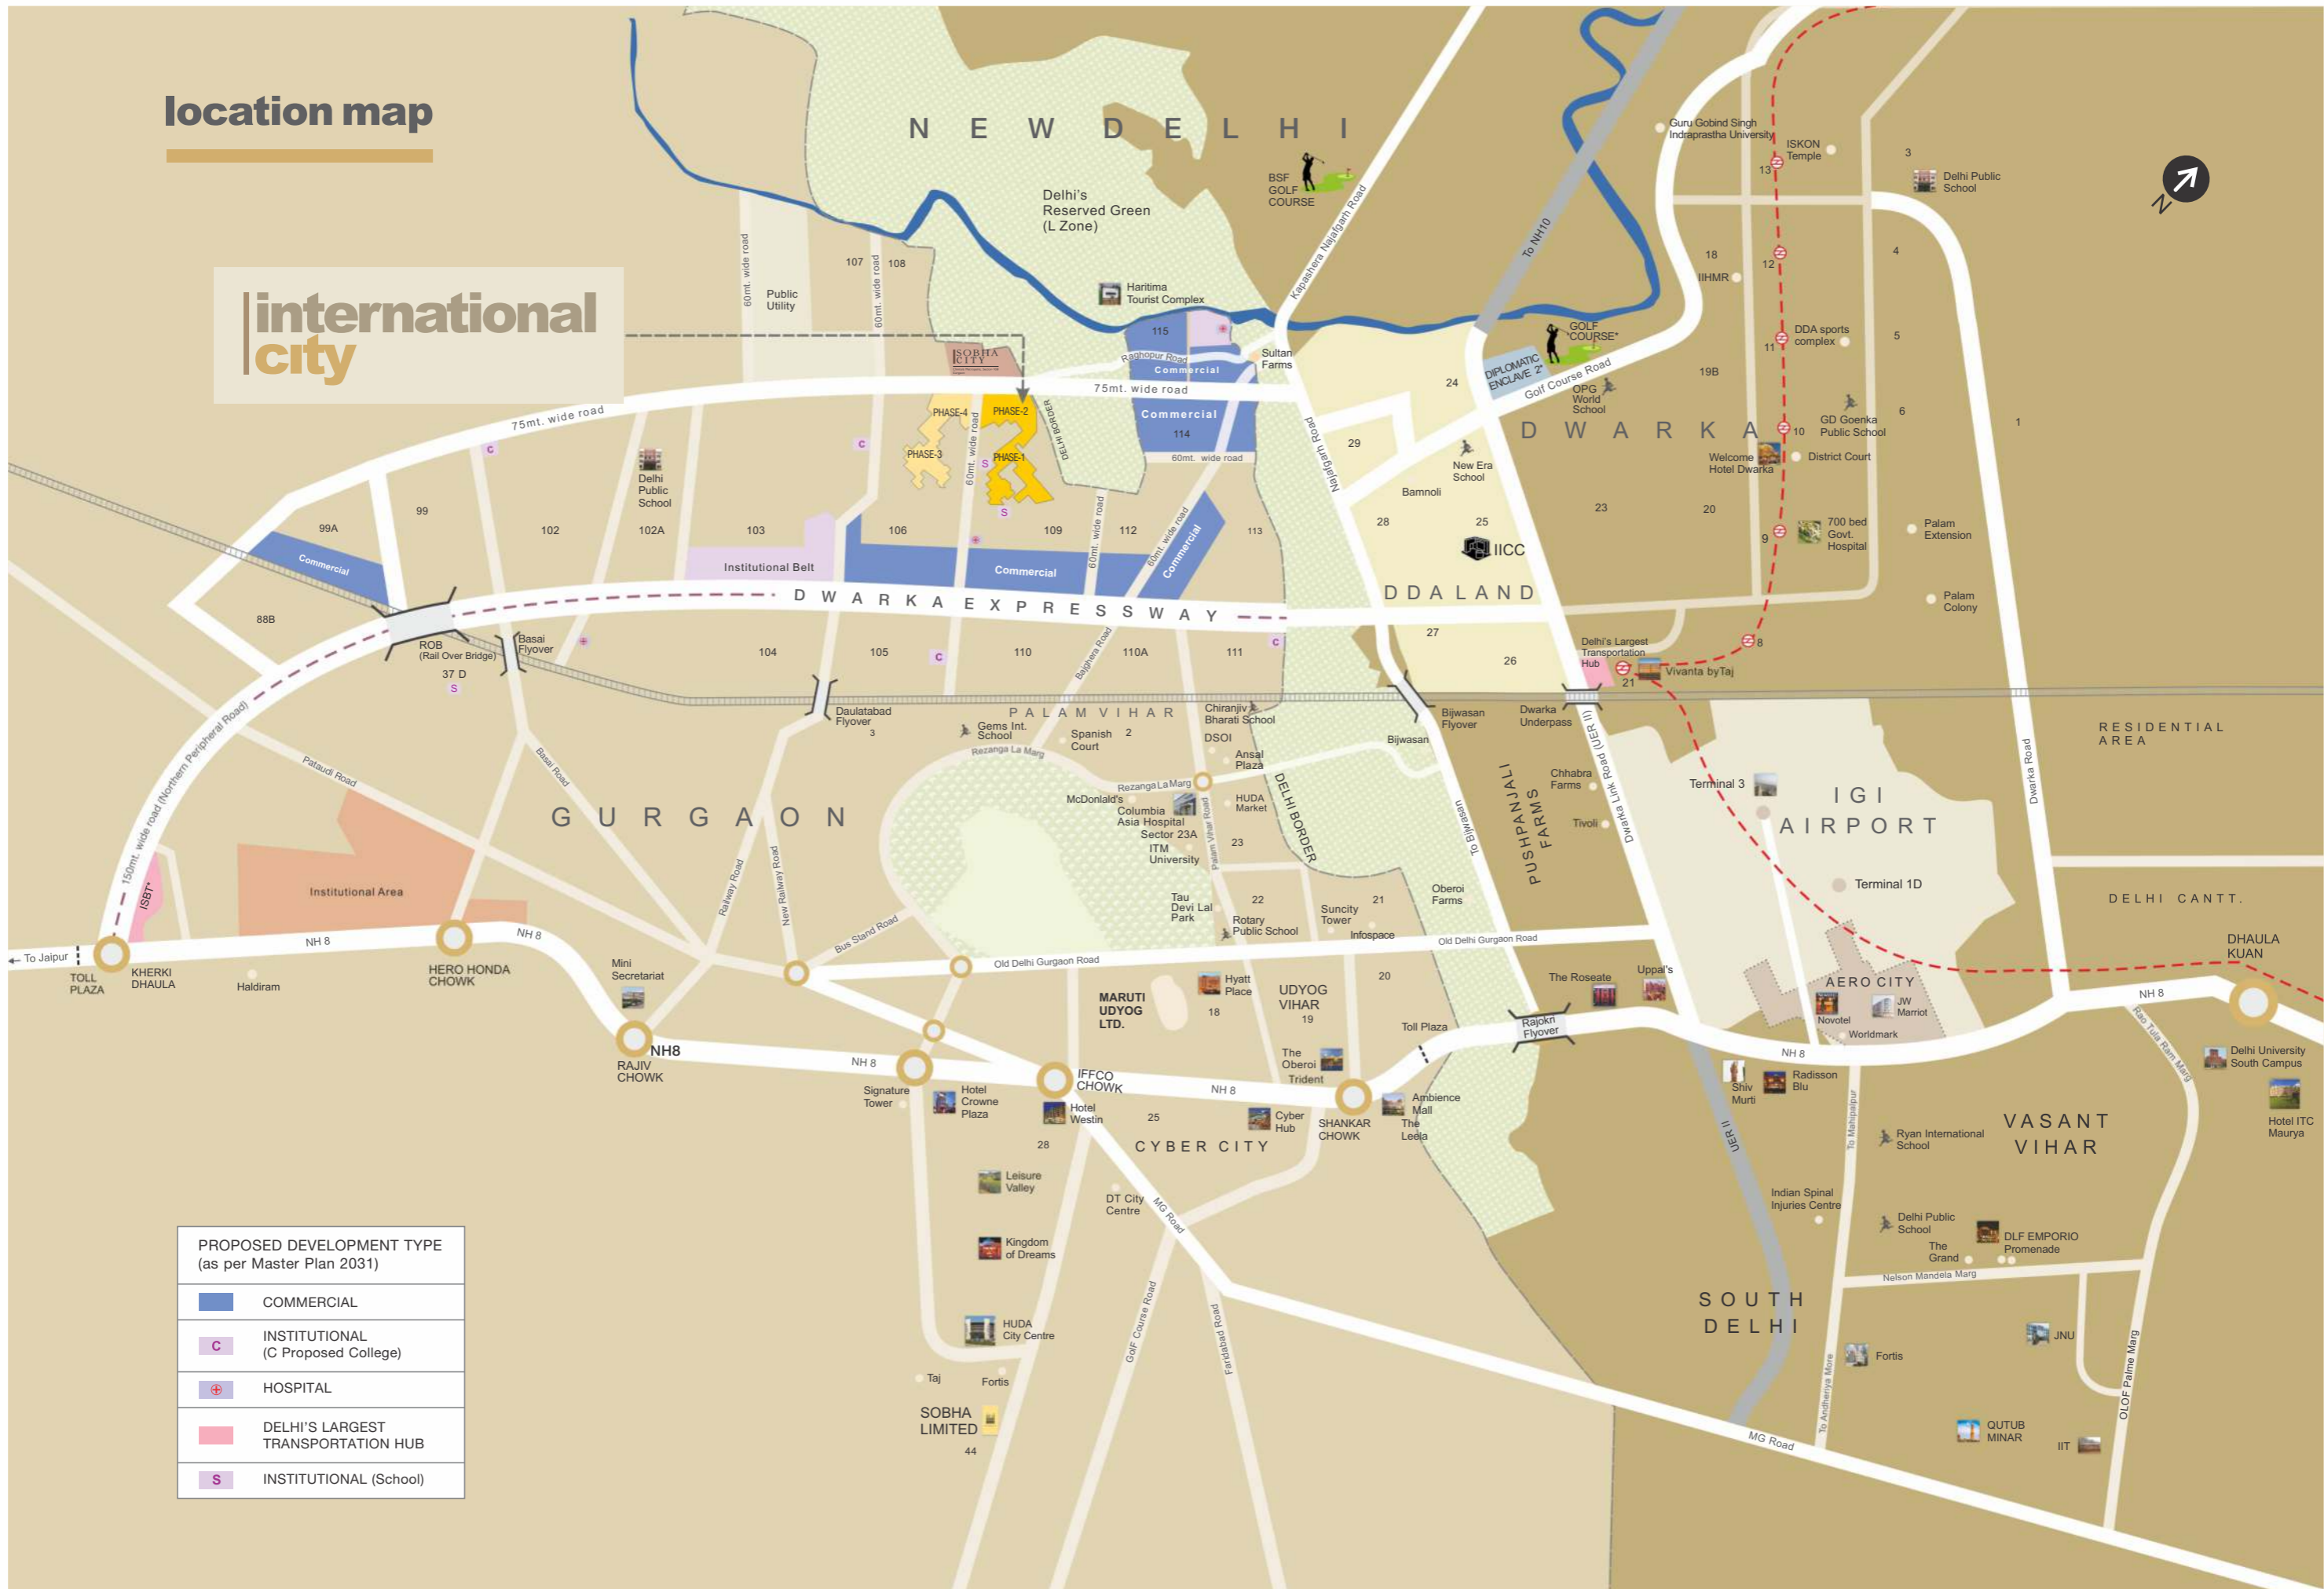 location map
international
city
N E W D E L H I
Delhi's
Reserved Green
(L Zone)
BSF
GOLF
COURSE
Kapashera Najafgarh Road
To NH10
Guru Gobind Singh
Indraprastha University
ISKON
Temple
13
3
Delhi Public
School
N
107
108
60mt. wide road
60mt. wide road
Public
Utility
Haritima
Tourist Complex
18
12
4
IIHMR
SOBHA
CITY
115
Raghopur Road
Commercial
Sultan
Farms
GOLF
"COURSE"
DIPLOMATIC
ENCLAVE 2"
Golf Course Road
OPG
World
School
DDA sports
complex
11
5
19B
24
75mt. wide road
75mt. wide road
PHASE-4
PHASE-2
PHASE-3
PHASE-1
60mt. wide road
DELHI BORDER
Commercial
114
60mt. wide road
Najafgarh Road
29
D W A R K A
10
GD Goenka
Public School
6
1
Welcome
Hotel Dwarka
District Court
C
C
S
S
Delhi
Public
School
New Era
School
Bamnoli
99A
99
102
102A
103
106
109
112
113
28
25
23
20
9
700 bed
Govt.
Hospital
Palam
Extension
Commercial
Institutional Belt
Commercial
60mt. wide road
60mt. wide road
Commercial
IICC
D W A R K A E X P R E S S W A Y
D D A L A N D
Palam
Colony
88B
ROB
(Rail Over Bridge)
Basai
Flyover
37 D
S
104
105
C
110
Bajghera Road
110A
111
C
27
26
Delhi's Largest
Transportation
Hub
8
21
Vivanta byTaj
150mt. wide road (Northern Peripheral Road)
Daulatabad
Flyover
3
P A L A M V I H A R
Gems Int.
School
Spanish
Court
2
Chiranjiv
Bharati School
DSOI
Ansal
Plaza
Bijwasan
Flyover
Bijwasan
Dwarka
Underpass
R E S I D E N T I A L
A R E A
Pataudi Road
Basai Road
Rezanga La Marg
Rezanga La Marg
McDonlald's
Columbia
Asia Hospital
Sector 23A
ITM
University
Palam Vihar Road
HUDA
Market
23
DELHI BORDER
To Bijwasan
PUSHPANJALI
FARMS
Chhabra
Farms
Tivoli
Dwarka Link Road (UER II)
Terminal 3
I G I
A I R P O R T
Terminal 1D
Dwarka Road
G U R G A O N
Institutional Area
ISBT*
Railway Road
New Railway Road
Bus Stand Road
Tau
Devi Lal
Park
22
Rotary
Public School
Suncity
Tower
21
Infospace
Oberoi
Farms
D E L H I C A N T T.
To Jaipur
TOLL
PLAZA
KHERKI
DHAULA
NH 8
Haldiram
HERO HONDA
CHOWK
NH 8
Mini
Secretariat
Old Delhi Gurgaon Road
Old Delhi Gurgaon Road
DHAULA
KUAN
MARUTI
UDYOG
LTD.
Hyatt
Place
18
UDYOG
VIHAR
19
20
The Roseate
Uppal's
A E R O C I T Y
Novotel
JW
Marriot
Worldmark
NH 8
RAJIV
CHOWK
NH8
NH 8
Toll Plaza
Rajokri
Flyover
NH 8
Rao Tula Ram Marg
Signature
Tower
Hotel
Crowne
Plaza
IFFCO
CHOWK
Hotel
Westin
NH 8
The
Oberoi
Trident
25
Cyber
Hub
SHANKAR
CHOWK
Ambience
Mall
The
Leela
Shiv
Murti
Radisson
Blu
Delhi University
South Campus
Hotel ITC
Maurya
28
C Y B E R C I T Y
UER II
To Mahipalpur
Ryan International
School
V A S A N T
V I H A R
Leisure
Valley
DT City
Centre
MG Road
Indian Spinal
Injuries Centre
Delhi Public
School
The
Grand
DLF EMPORIO
Promenade
Kingdom
of Dreams
Nelson Mandela Marg
S O U T H
D E L H I
HUDA
City Centre
GolF Course Road
Faridabad Road
JNU
Fortis
Taj
Fortis
SOBHA
LIMITED
44
To Andheriya More
OLOF Palme Marg
QUTUB
MINAR
IIT
MG Road
PROPOSED DEVELOPMENT TYPE
(as per Master Plan 2031)
COMMERCIAL
C
INSTITUTIONAL
(C Proposed College)
HOSPITAL
DELHI'S LARGEST
TRANSPORTATION HUB
S
INSTITUTIONAL (School)